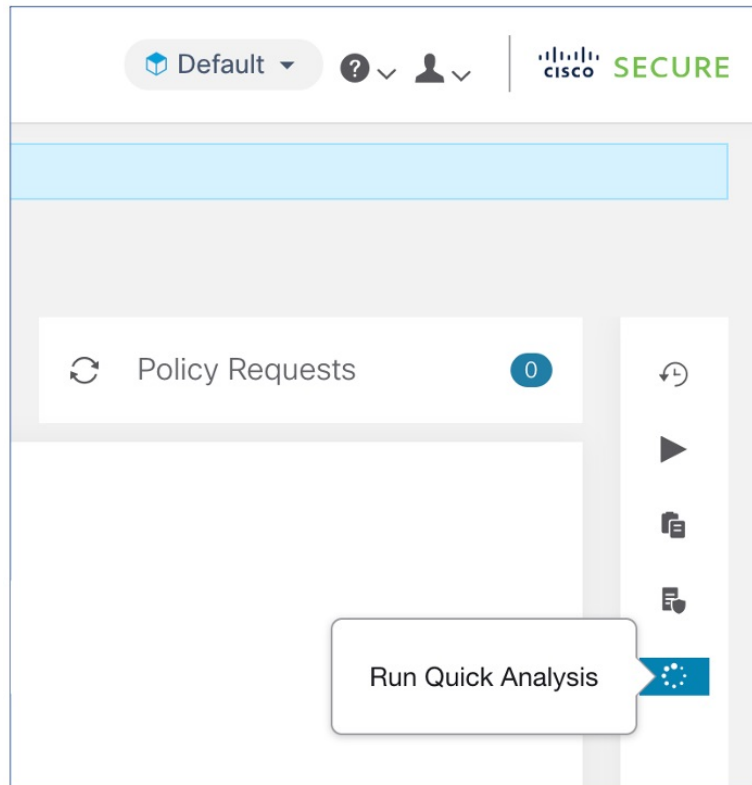 Default
CISCO SECURE
Policy Requests 0
Run Quick Analysis